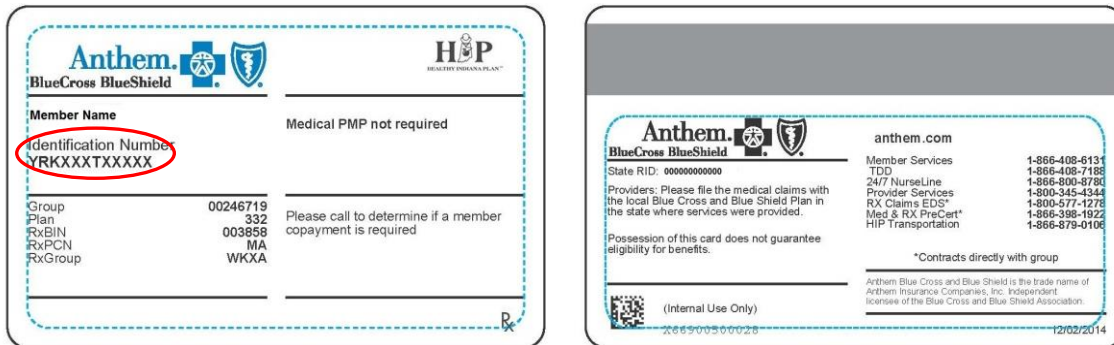 Anthem.
BlueCross BlueShield
HIP
HEALTHY INDIANA PLAN™
Member Name
Identification Number
YRKXXXTXXXXX
Medical PMP not required
Group 00246719
Plan 332
RxBIN 003858
RxPCN MA
RxGroup WKXA
Please call to determine if a member
copayment is required
Rx
Anthem.
BlueCross BlueShield
State RID: 000000000000
Providers: Please file the medical claims with
the local Blue Cross and Blue Shield Plan in
the state where services were provided.
Possession of this card does not guarantee
eligibility for benefits.
(Internal Use Only)
X66900500028
anthem.com
Member Services 1-866-408-6131
TDD 1-866-408-7188
24/7 NurseLine 1-866-800-8780
Provider Services 1-800-345-4344
RX Claims EDS* 1-800-577-1278
Med & RX PreCert* 1-866-398-1922
HIP Transportation 1-866-879-0106
*Contracts directly with group
Anthem Blue Cross and Blue Shield is the trade name of
Anthem Insurance Companies, Inc. Independent
licensee of the Blue Cross and Blue Shield Association.
12/02/2014